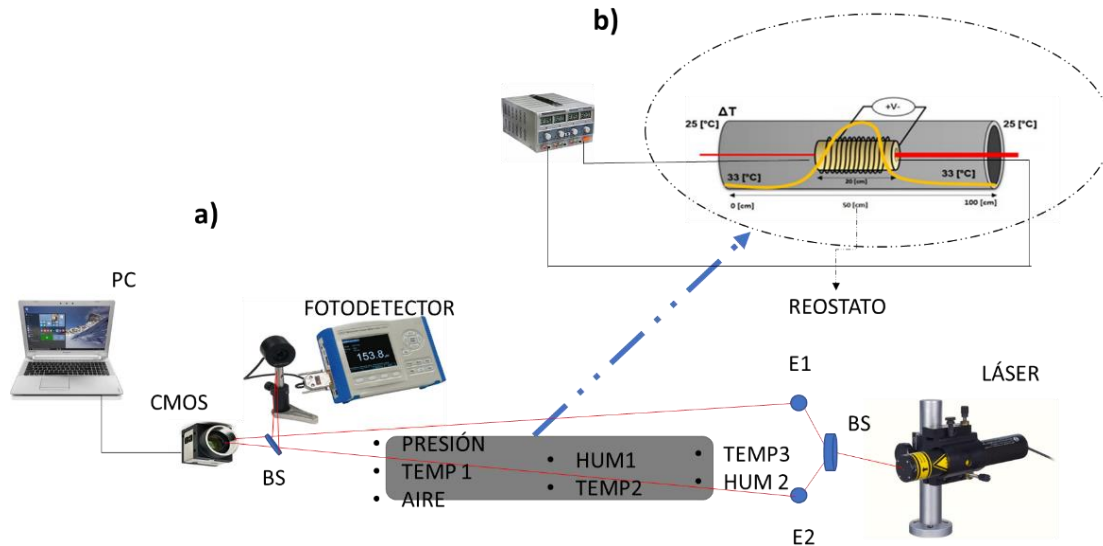 b)
+V-
ΔT
25 [°C]
25 [°C]
33 [°C]
33 [°C]
20 [cm]
0 [cm]
50 [cm]
100 [cm]
a)
REOSTATO
PC
FOTODETECTOR
153.8
CMOS
BS
E1
LÁSER
BS
• PRESIÓN
• TEMP 1
• AIRE
• HUM1
• TEMP2
• TEMP3
• HUM 2
E2